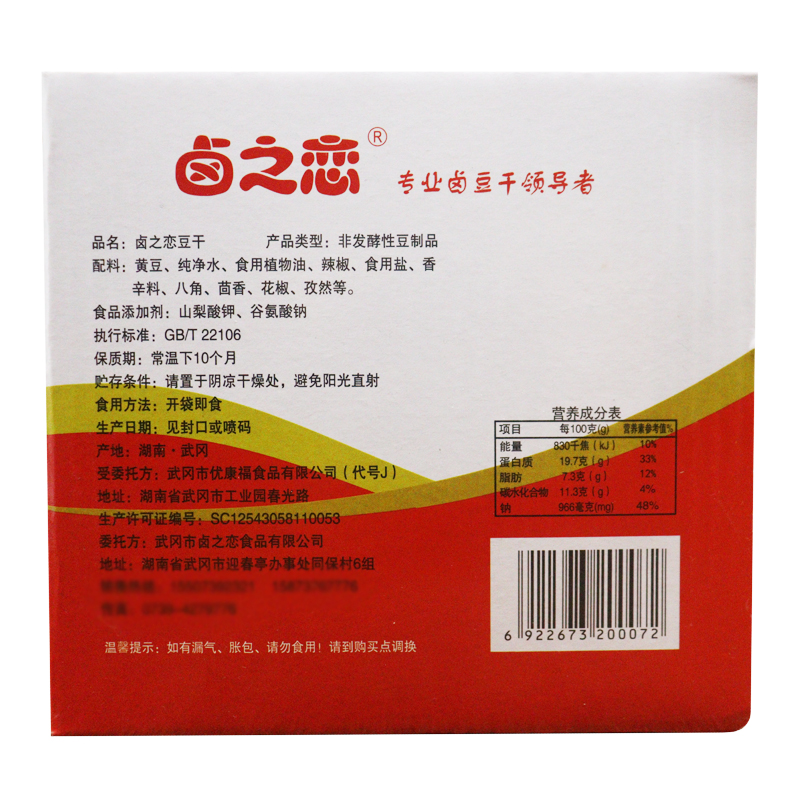 卤之恋®
专业卤豆干领导者
品名：卤之恋豆干 产品类型：非发酵性豆制品
配料：黄豆、纯净水、食用植物油、辣椒、食用盐、香
辛料、八角、茴香、花椒、孜然等。
食品添加剂：山梨酸钾、谷氨酸钠
执行标准：GB/T 22106
保质期：常温下10个月
贮存条件：请置于阴凉干燥处，避免阳光直射
食用方法：开袋即食
生产日期：见封口或喷码
产地：湖南·武冈
受委托方：武冈市优康福食品有限公司（代号J）
地址：湖南省武冈市工业园春光路
生产许可证编号：SC12543058110053
委托方：武冈市卤之恋食品有限公司
地址：湖南省武冈市迎春亭办事处同保村6组
温馨提示：如有漏气、胀包、请勿食用！请到购买点调换
营养成分表
项目 每100克(g) 营养素参考值%
能量 830千焦（kJ） 10%
蛋白质 19.7克（g） 33%
脂肪 7.3克（g） 12%
碳水化合物 11.3克（g） 4%
钠 966毫克(mg) 48%
6 922673 200072